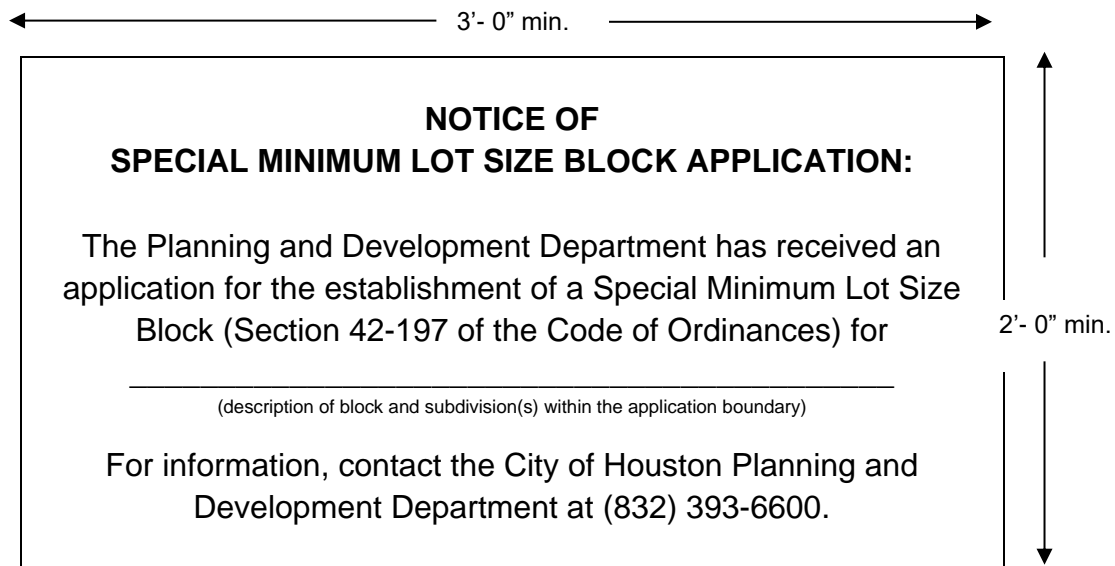 3’- 0” min.
NOTICE OF
SPECIAL MINIMUM LOT SIZE BLOCK APPLICATION:
The Planning and Development Department has received an
application for the establishment of a Special Minimum Lot Size
Block (Section 42-197 of the Code of Ordinances) for
2’- 0” min.
_____________________________________________
(description of block and subdivision(s) within the application boundary)
For information, contact the City of Houston Planning and
Development Department at (832) 393-6600.